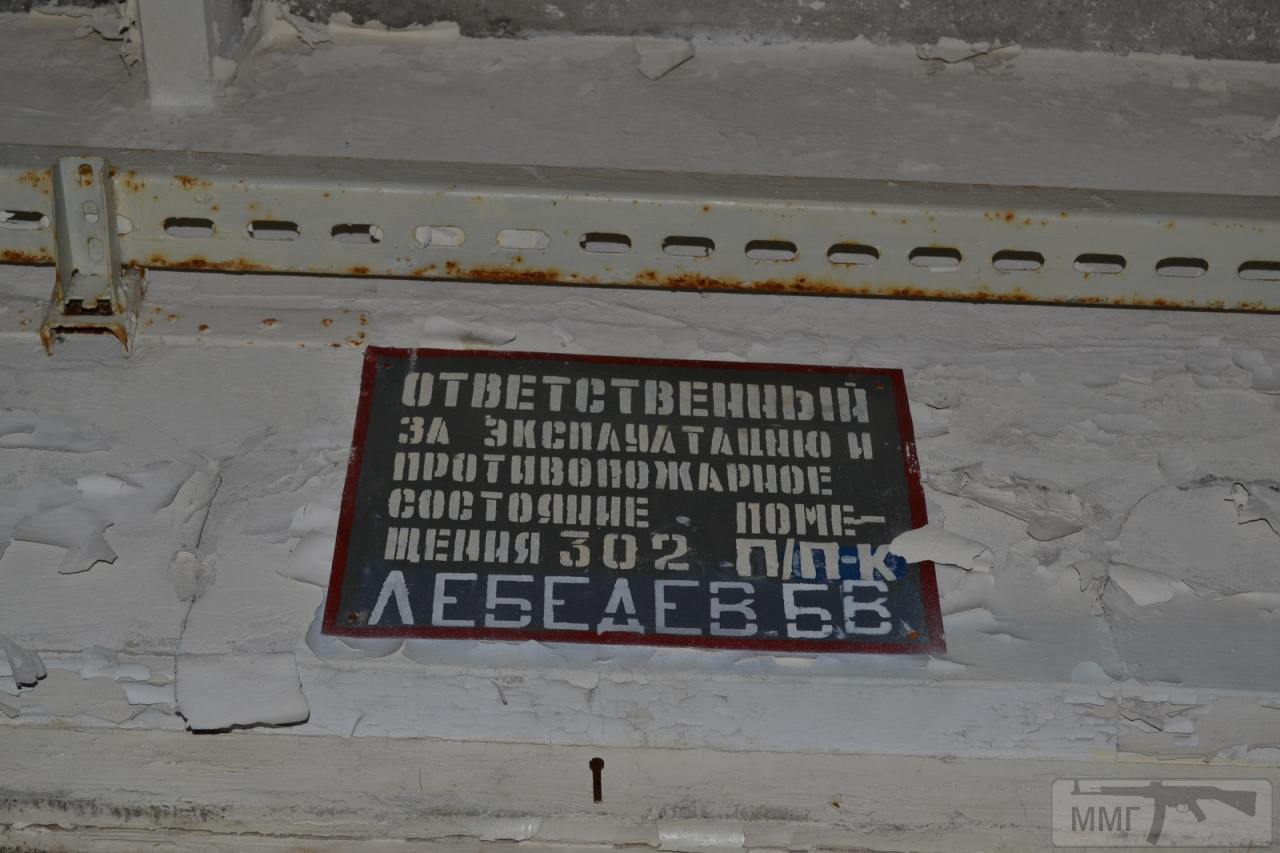 ОТВЕТСТВЕННЫЙ
ЗА ЭКСПЛУАТАЦИЮ И
ПРОТИВОПОЖАРНОЕ
СОСТОЯНИЕ ПОМЕ-
ЩЕНИЯ 302 П/П-К
ЛЕБЕДЕВ БВ
ММГ